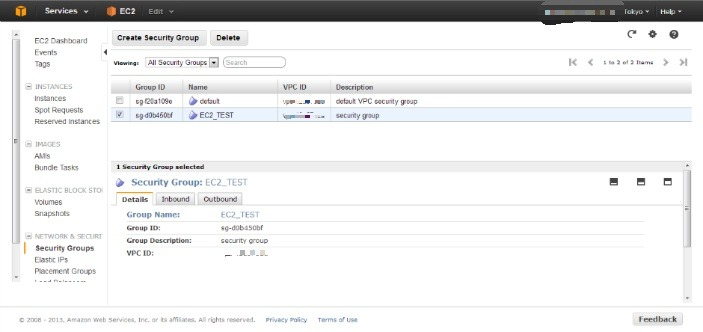 Services EC2 Edit Tokyo Help
EC2 Dashboard
Events
Tags
INSTANCES
Instances
Spot Requests
Reserved Instances
IMAGES
AMIs
Bundle Tasks
ELASTIC BLOCK STO
Volumes
Snapshots
NETWORK & SECURI
Security Groups
Elastic IPs
Placement Groups
Create Security Group Delete
Viewing: All Security Groups Search 1 to 2 of 2 Items
Group ID Name VPC ID Description
sg-f20a109e default default VPC security group
sg-d0b450bf EC2_TEST security group
1 Security Group selected
Security Group: EC2_TEST
Details Inbound Outbound
Group Name: EC2_TEST
Group ID: sg-d0b450bf
Group Description: security group
VPC ID:
© 2008 - 2013, Amazon Web Services, Inc. or its affiliates. All rights reserved. Privacy Policy Terms of Use Feedback